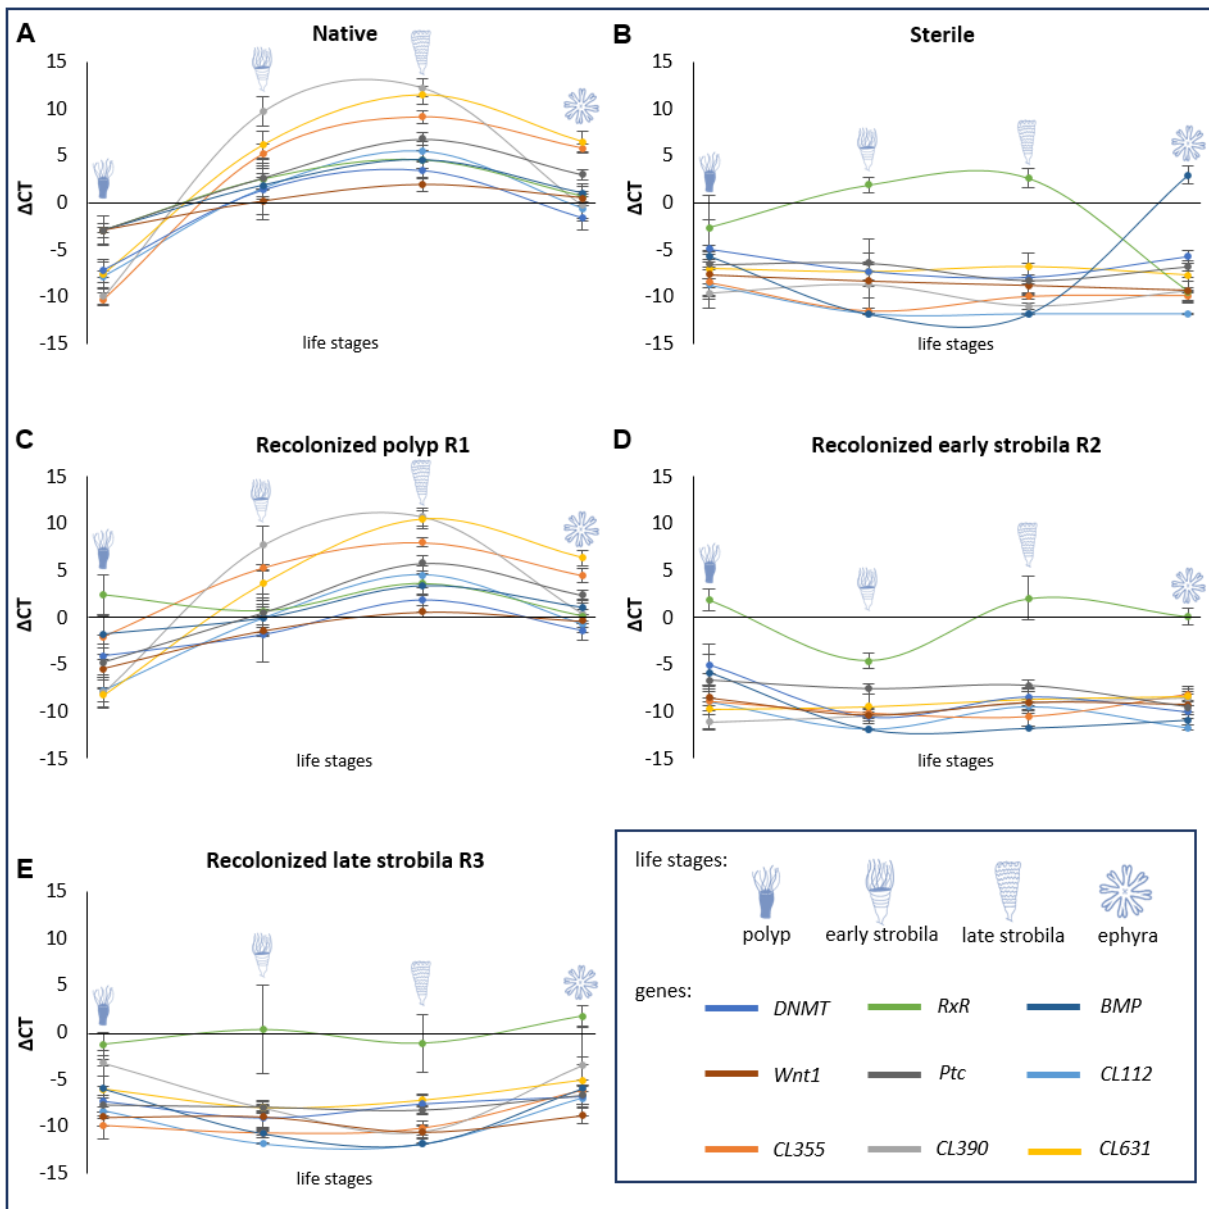 A
Native
15
10
5
0
-5
-10
-15
ΔCT
life stages
B
Sterile
15
10
5
0
-5
-10
-15
ΔCT
life stages
C
Recolonized polyp R1
15
10
5
0
-5
-10
-15
ΔCT
life stages
D
Recolonized early strobila R2
15
10
5
0
-5
-10
-15
ΔCT
life stages
E
Recolonized late strobila R3
15
10
5
0
-5
-10
-15
ΔCT
life stages
life stages:
polyp early strobila late strobila ephyra
genes:
DNMT RxR BMP
Wnt1 Ptc CL112
CL355 CL390 CL631